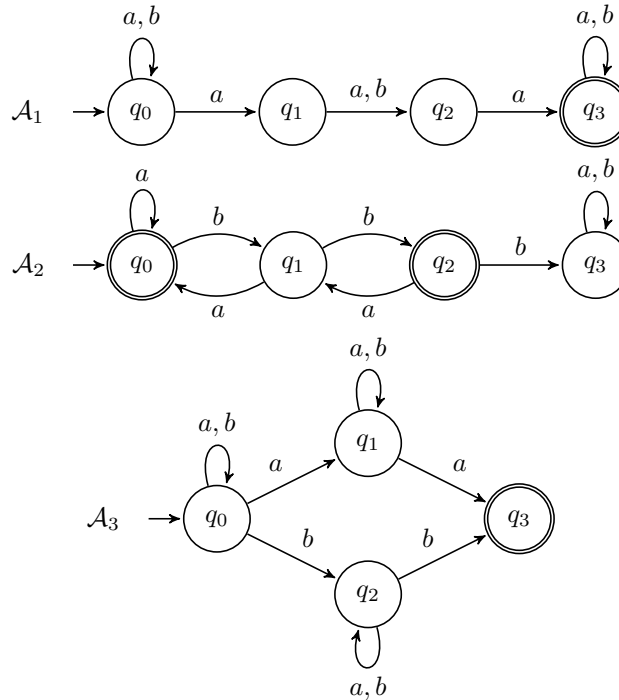 a, b a, b
𝒜₁ q₀ a q₁ a, b q₂ a q₃
a a, b
b b
𝒜₂ q₀ q₁ q₂ b q₃
a a
a, b
a, b
q₁
a a
𝒜₃ q₀ q₃
b b
q₂
a, b